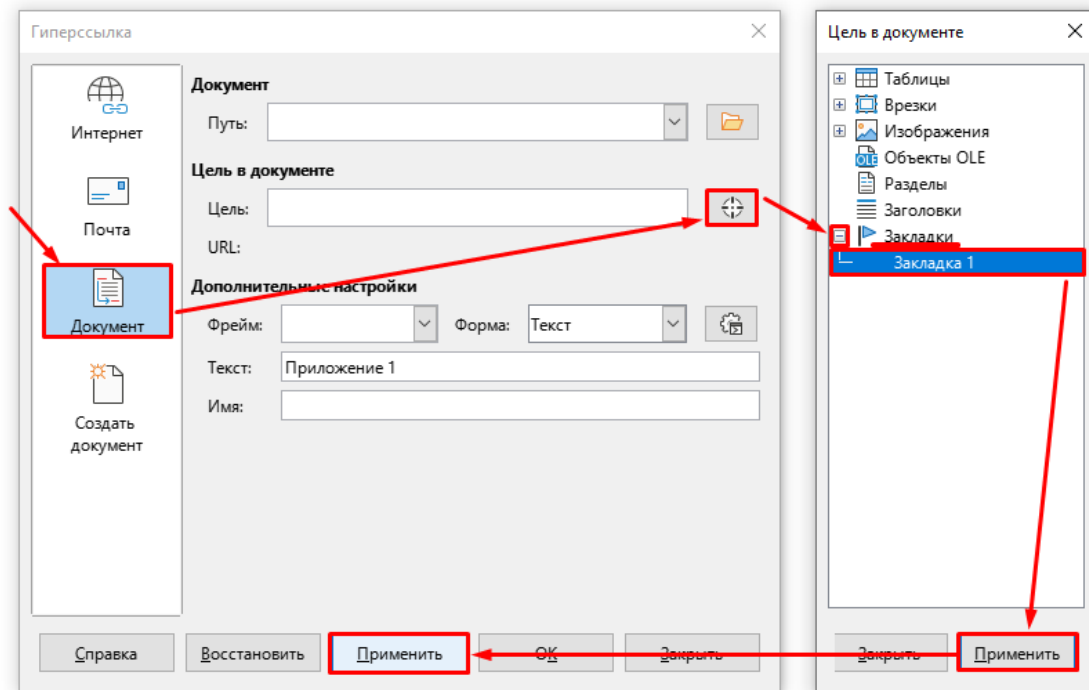 Гиперссылка
Интернет
Почта
Документ
Создать
документ
Документ
Путь:
Цель в документе
Цель:
URL:
Дополнительные настройки
Фрейм:
Форма: Текст
Текст: Приложение 1
Имя:
Справка
Восстановить
Применить
ОК
Закрыть
Цель в документе
Таблицы
Врезки
Изображения
OLE Объекты OLE
Разделы
Заголовки
Закладки
Закладка 1
Закрыть
Применить